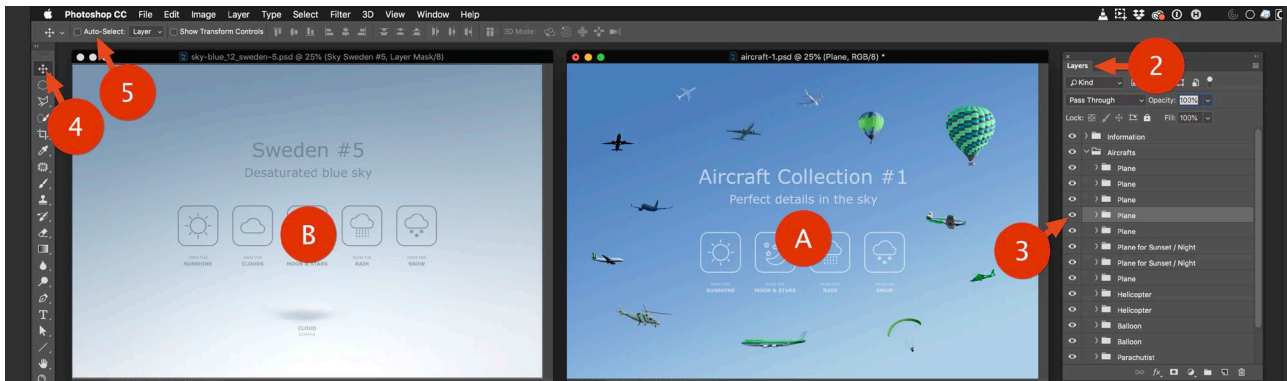 Photoshop CC File Edit Image Layer Type Select Filter 3D View Window Help
Auto-Select: Layer Show Transform Controls 3D Mode:
sky-blue_12_sweden-5.psd @ 25% (Sky Sweden #5, Layer Mask/8)
aircraft-1.psd @ 25% (Plane, RGB/8) *
5
4
Sweden #5
Desaturated blue sky
B
SUNSHINE CLOUDS MOON & STARS RAIN SNOW
CLOUD
Aircraft Collection #1
Perfect details in the sky
A
SUNSHINE MOON & STARS RAIN SNOW
2
3
Layers
Kind
Pass Through Opacity: 100%
Lock: Fill: 100%
Information
Aircrafts
Plane
Plane
Plane
Plane
Plane
Plane for Sunset / Night
Plane for Sunset / Night
Plane
Helicopter
Helicopter
Balloon
Balloon
Parachutist
fx